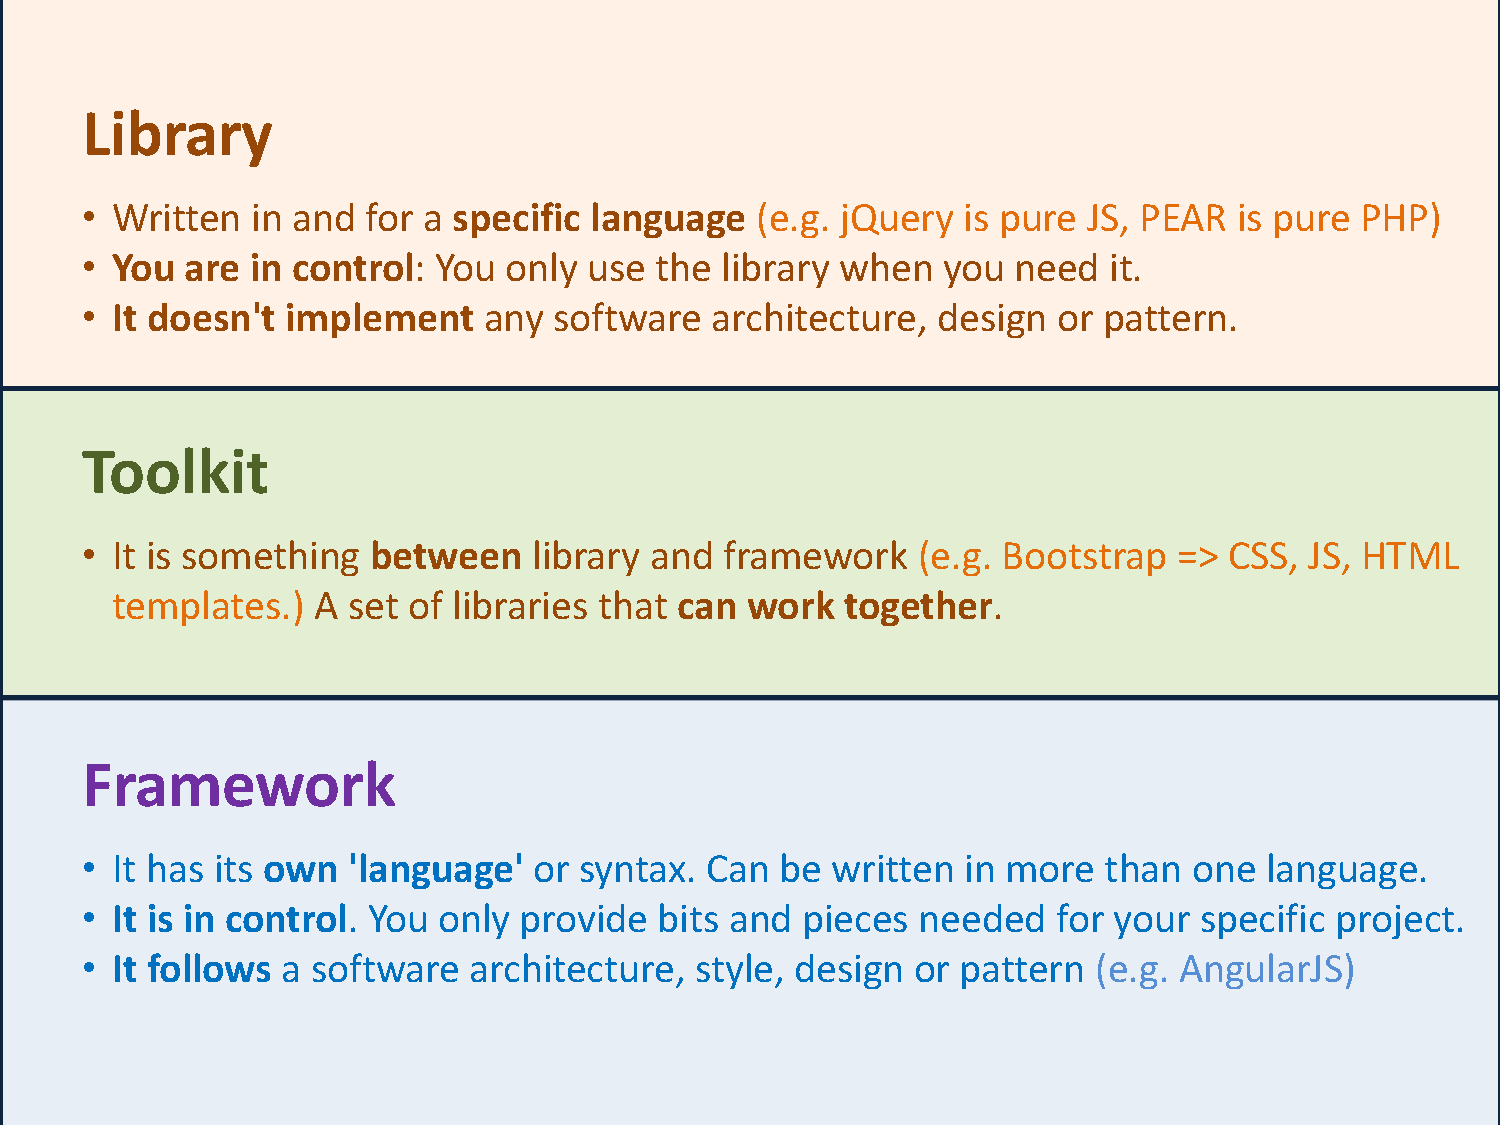 Library
• Written in and for a specific language (e.g. jQuery is pure JS, PEAR is pure PHP)
• You are in control: You only use the library when you need it.
• It doesn't implement any software architecture, design or pattern.
Toolkit
• It is something between library and framework (e.g. Bootstrap => CSS, JS, HTML
templates.) A set of libraries that can work together.
Framework
• It has its own 'language' or syntax. Can be written in more than one language.
• It is in control. You only provide bits and pieces needed for your specific project.
• It follows a software architecture, style, design or pattern (e.g. AngularJS)